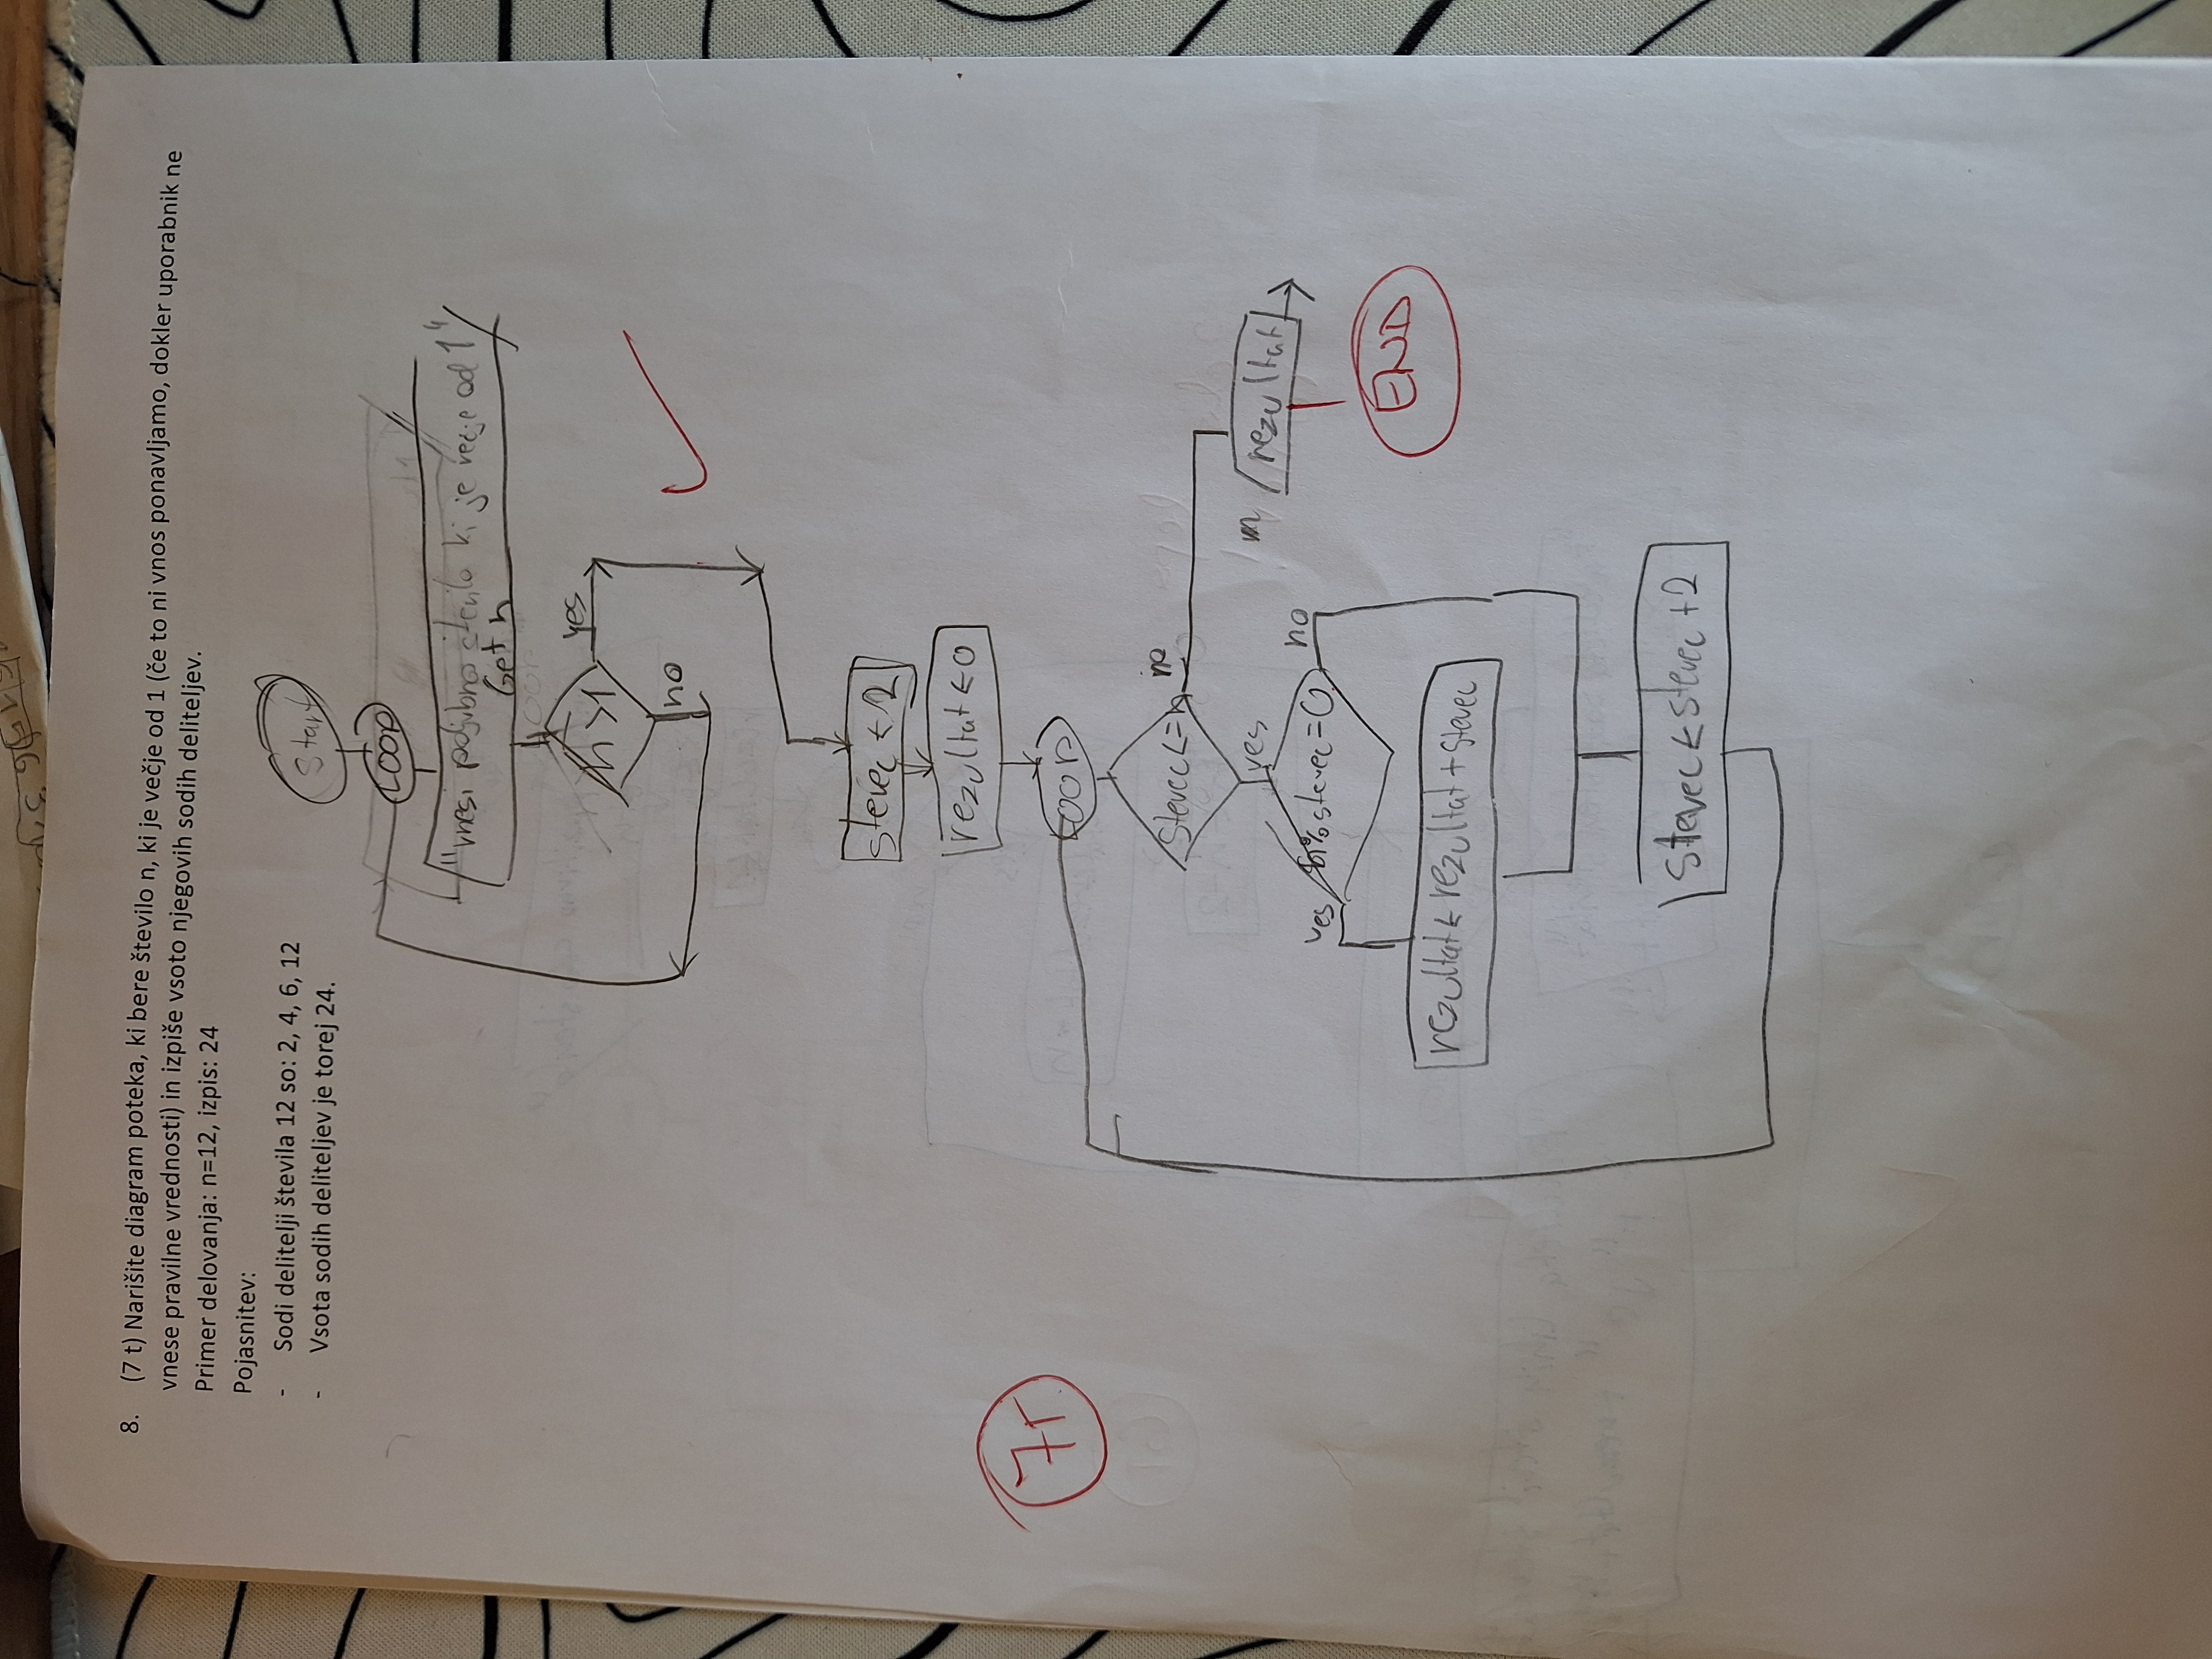 8. (7 t) Narišite diagram poteka, ki bere število n, ki je večje od 1 (če to ni vnos ponavljamo, dokler uporabnik ne
vnese pravilne vrednosti) in izpiše vsoto njegovih sodih deliteljev.
Primer delovanja: n=12, izpis: 24
Pojasnitev:
- Sodi delitelji števila 12 so: 2, 4, 6, 12
- Vsota sodih deliteljev je torej 24.
Start
LOOP
"vnesi poljubno število ki je večje od 1"
Get n
n>1
yes
no
stevec ← 2
rezultat ← 0
LOOP
stevec <= n
no
yes
rezultat
n % stevec = 0
yes
no
END
7t
rezultat ← rezultat + stevec
stevec ← stevec + 2